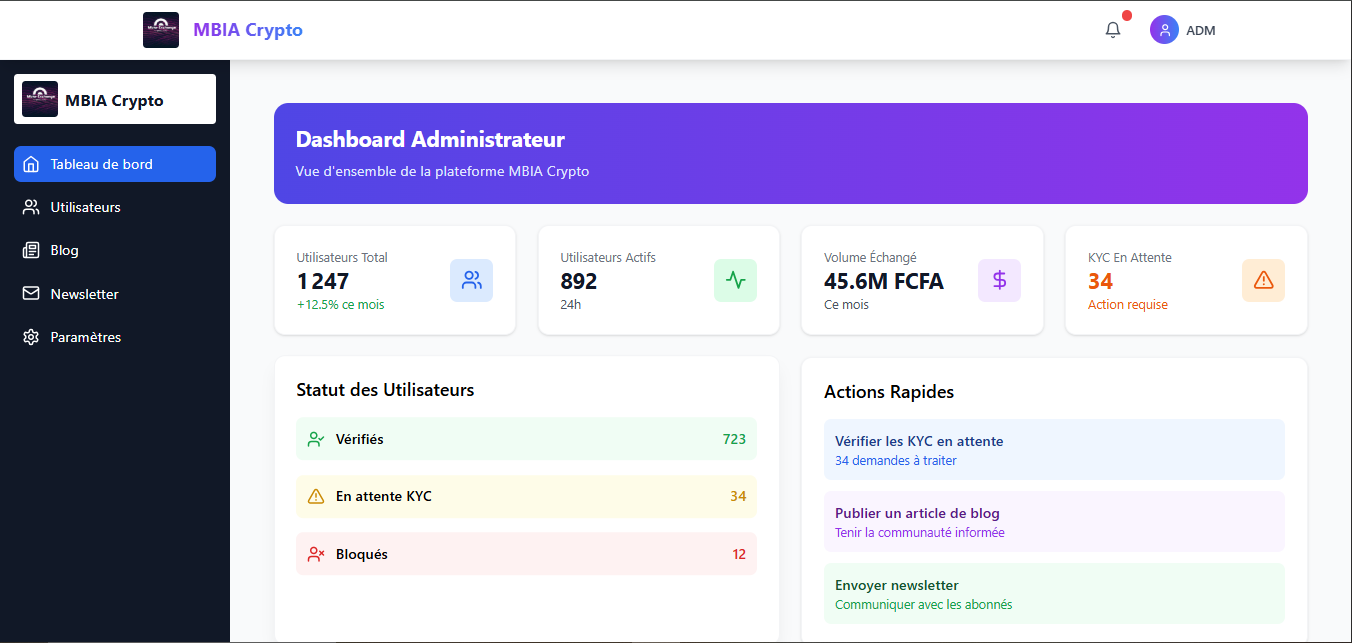 MBIA Crypto
ADM
MBIA Crypto
Tableau de bord
Utilisateurs
Blog
Newsletter
Paramètres
Dashboard Administrateur
Vue d'ensemble de la plateforme MBIA Crypto
Utilisateurs Total
1 247
+12.5% ce mois
Utilisateurs Actifs
892
24h
Volume Échangé
45.6M FCFA
Ce mois
KYC En Attente
34
Action requise
Statut des Utilisateurs
Vérifiés 723
En attente KYC 34
Bloqués 12
Actions Rapides
Vérifier les KYC en attente
34 demandes à traiter
Publier un article de blog
Tenir la communauté informée
Envoyer newsletter
Communiquer avec les abonnés